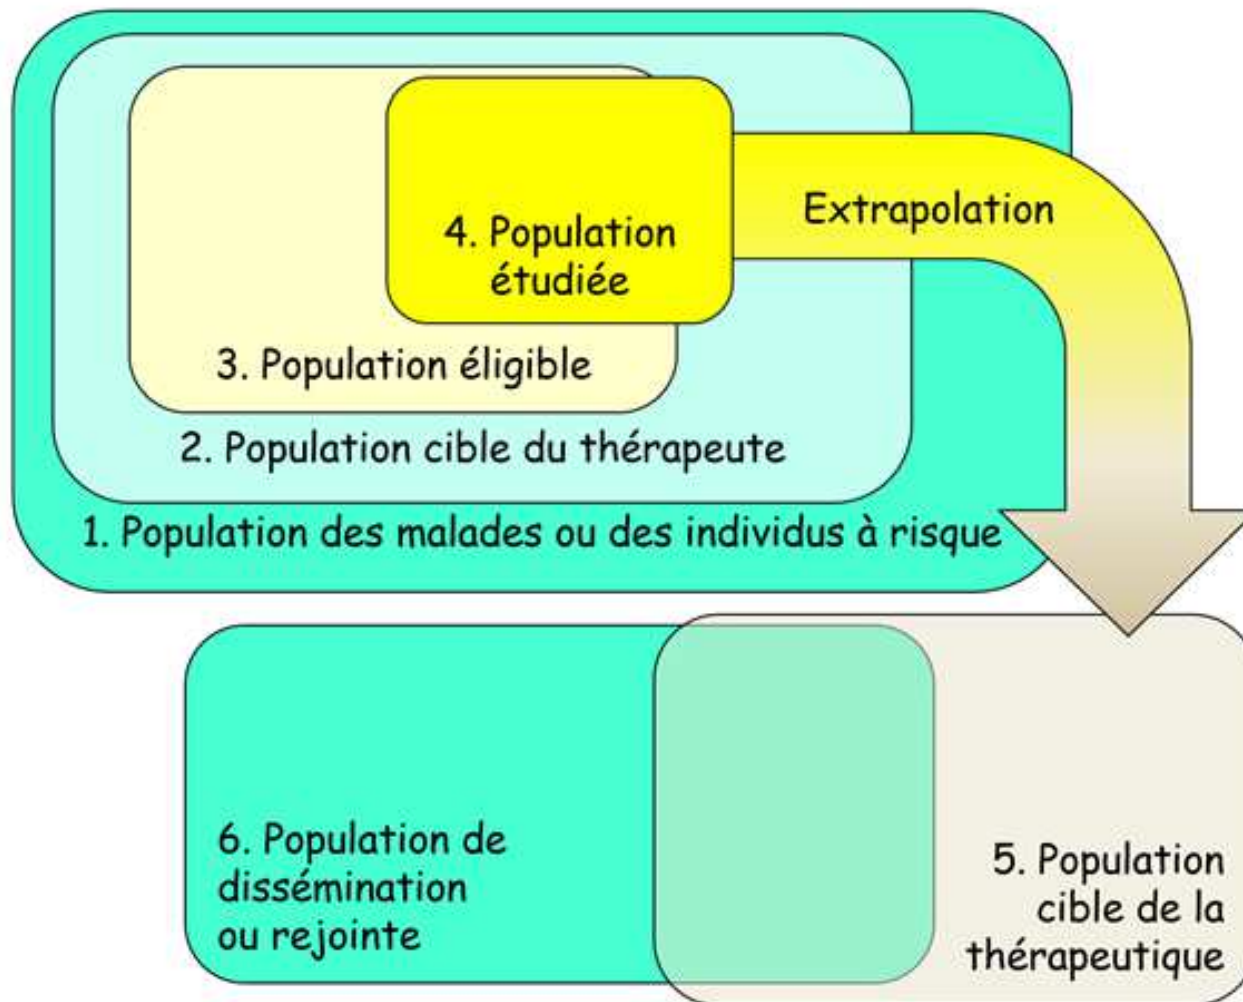 4. Population
étudiée
Extrapolation
3. Population éligible
2. Population cible du thérapeute
1. Population des malades ou des individus à risque
6. Population de
dissémination
ou rejointe
5. Population
cible de la
thérapeutique